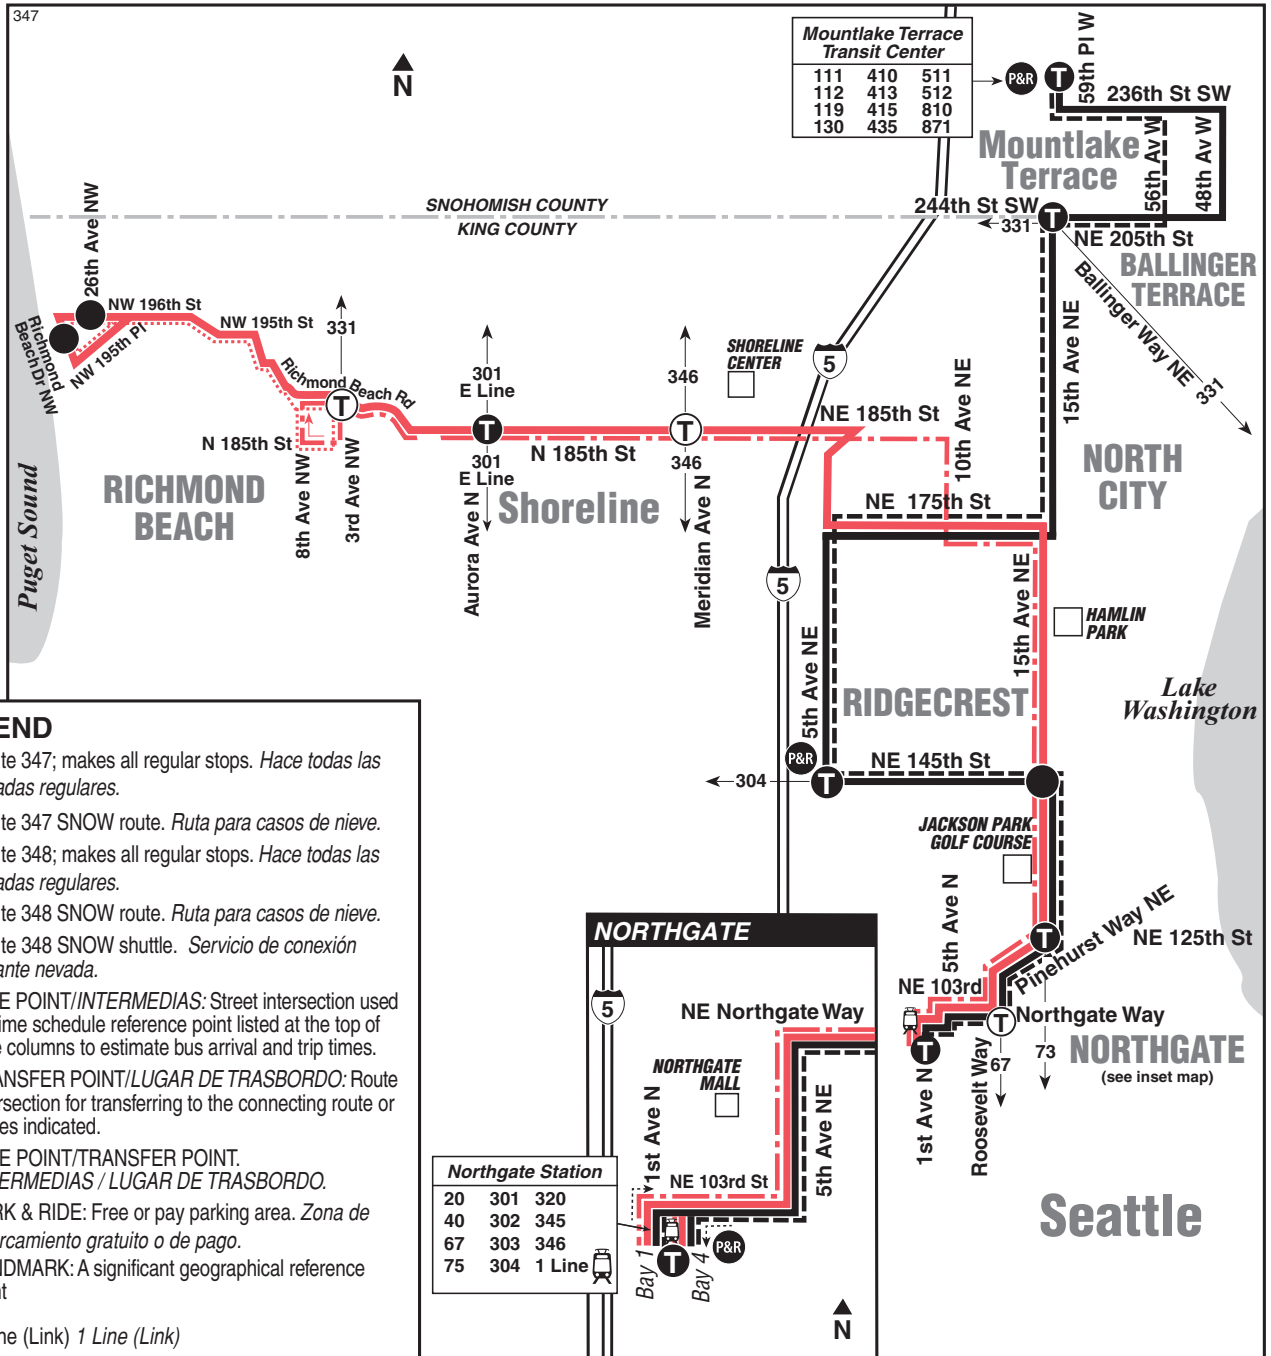 347
N
Mountlake Terrace
Transit Center
111 410 511
112 413 512
119 415 810
130 435 871
P&R
T
59th Pl W
236th St SW
Mountlake
Terrace
56th Av W
48th Av W
SNOHOMISH COUNTY
KING COUNTY
244th St SW
T
331
NE 205th St
BALLINGER
TERRACE
Ballinger Way NE
331
26th Ave NW
NW 196th St
NW 195th St
Richmond
Beach Dr NW
NW 195th Pl
331
Richmond Beach Rd
T
N 185th St
8th Ave NW
3rd Ave NW
RICHMOND
BEACH
Puget Sound
301
E Line
T
301
E Line
Aurora Ave N
N 185th St
Shoreline
346
T
346
Meridian Ave N
SHORELINE
CENTER
5
NE 185th St
10th Ave NE
15th Ave NE
NORTH
CITY
NE 175th St
5
15th Ave NE
HAMLIN
PARK
5th Ave NE
RIDGECREST
Lake
Washington
P&R
T
304
NE 145th St
JACKSON PARK
GOLF COURSE
5th Ave N
T
Pinehurst Way NE
NE 125th St
NE 103rd
T
Northgate Way
T
67
73
1st Ave N
Roosevelt Way
NORTHGATE
(see inset map)
Seattle
NORTHGATE
5
NE Northgate Way
NORTHGATE
MALL
1st Ave N
5th Ave NE
NE 103rd St
Northgate Station
20 301 320
40 302 345
67 303 346
75 304 1 Line
Bay 1
T
Bay 4
P&R
N
END
te 347; makes all regular stops. Hace todas las
adas regulares.
te 347 SNOW route. Ruta para casos de nieve.
te 348; makes all regular stops. Hace todas las
adas regulares.
te 348 SNOW route. Ruta para casos de nieve.
te 348 SNOW shuttle. Servicio de conexión
ante nevada.
E POINT/INTERMEDIAS: Street intersection used
ime schedule reference point listed at the top of
e columns to estimate bus arrival and trip times.
ANSFER POINT/LUGAR DE TRASBORDO: Route
rsection for transferring to the connecting route or
es indicated.
E POINT/TRANSFER POINT.
ERMEDIAS / LUGAR DE TRASBORDO.
RK & RIDE: Free or pay parking area. Zona de
rcamiento gratuito o de pago.
NDMARK: A significant geographical reference
nt
ne (Link) 1 Line (Link)